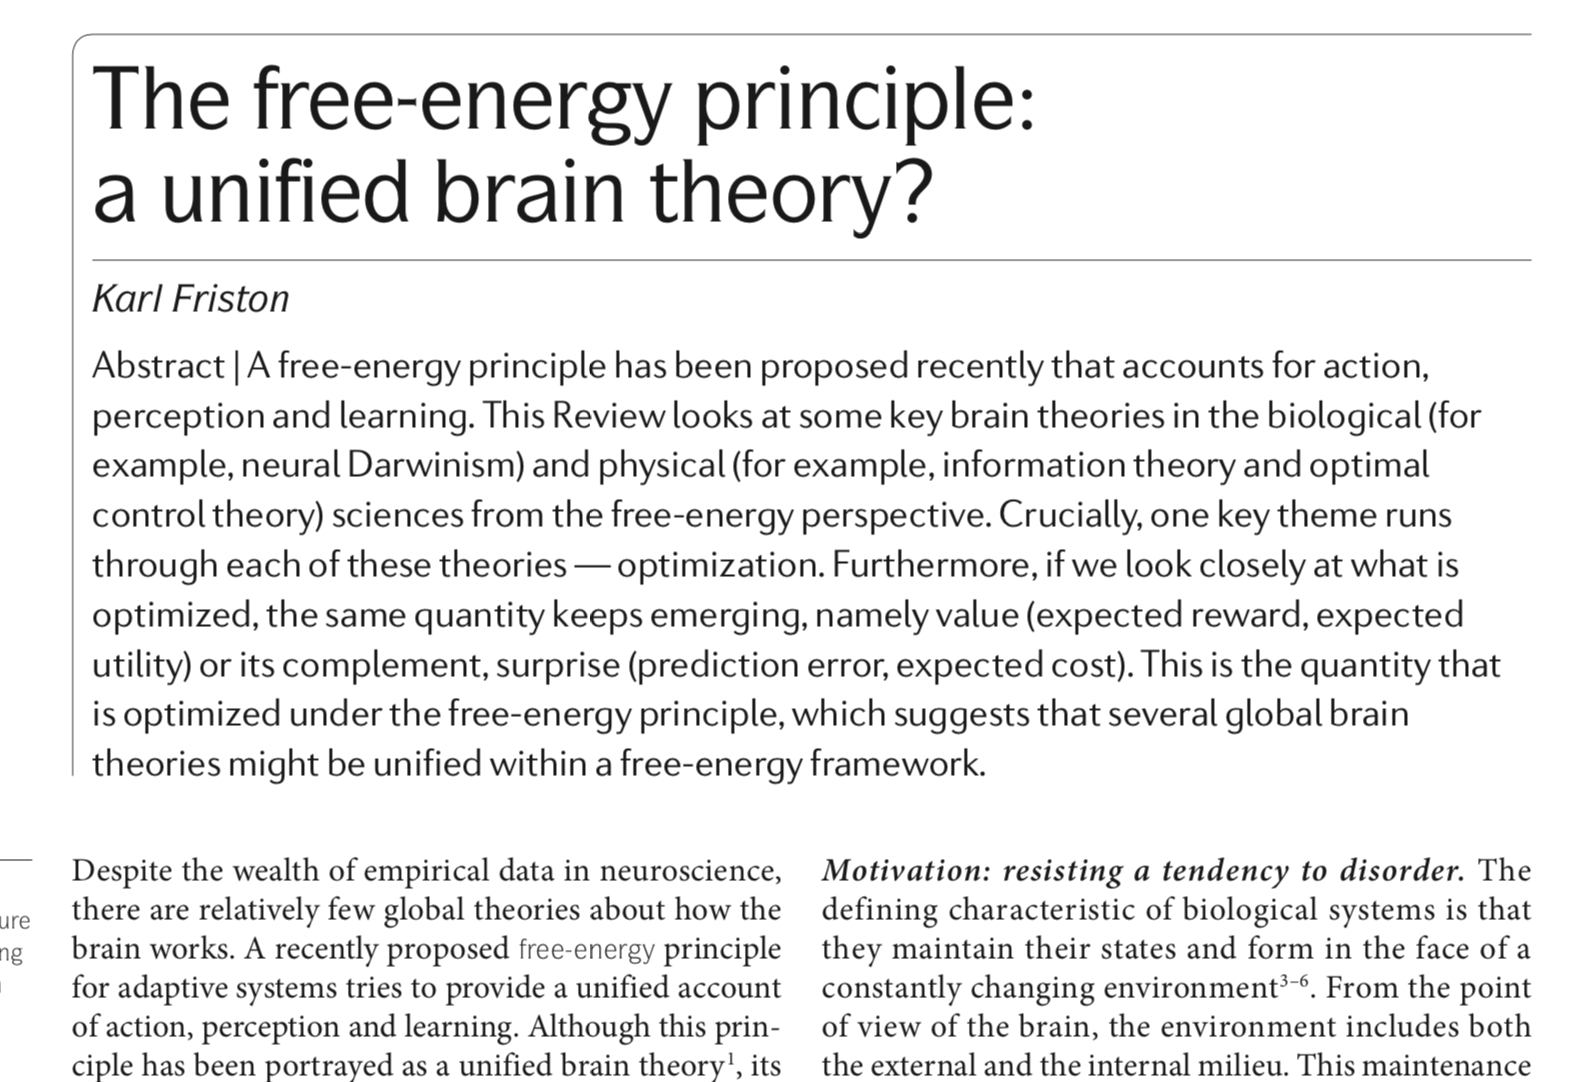 The free-energy principle:
a unified brain theory?
Karl Friston
Abstract | A free-energy principle has been proposed recently that accounts for action,
perception and learning. This Review looks at some key brain theories in the biological (for
example, neural Darwinism) and physical (for example, information theory and optimal
control theory) sciences from the free-energy perspective. Crucially, one key theme runs
through each of these theories — optimization. Furthermore, if we look closely at what is
optimized, the same quantity keeps emerging, namely value (expected reward, expected
utility) or its complement, surprise (prediction error, expected cost). This is the quantity that
is optimized under the free-energy principle, which suggests that several global brain
theories might be unified within a free-energy framework.
Despite the wealth of empirical data in neuroscience,
there are relatively few global theories about how the
brain works. A recently proposed free-energy principle
for adaptive systems tries to provide a unified account
of action, perception and learning. Although this prin-
ciple has been portrayed as a unified brain theory¹, its
Motivation: resisting a tendency to disorder. The
defining characteristic of biological systems is that
they maintain their states and form in the face of a
constantly changing environment³⁻⁶. From the point
of view of the brain, the environment includes both
the external and the internal milieu. This maintenance
ure
ng